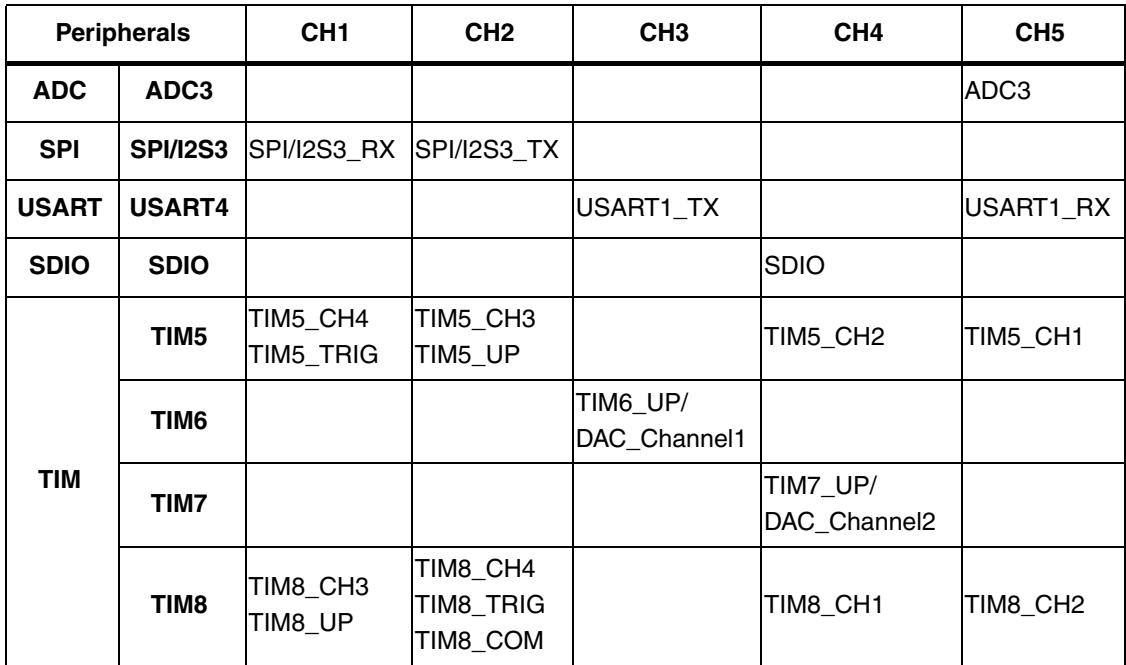 Peripherals CH1 CH2 CH3 CH4 CH5
ADC ADC3 ADC3
SPI SPI/I2S3 SPI/I2S3_RX SPI/I2S3_TX
USART USART4 USART1_TX USART1_RX
SDIO SDIO SDIO
TIM
TIM5
TIM5_CH4
TIM5_TRIG
TIM5_CH3
TIM5_UP
TIM5_CH2
TIM5_CH1
TIM6
TIM6_UP/
DAC_Channel1
TIM7
TIM7_UP/
DAC_Channel2
TIM8
TIM8_CH3
TIM8_UP
TIM8_CH4
TIM8_TRIG
TIM8_COM
TIM8_CH1
TIM8_CH2